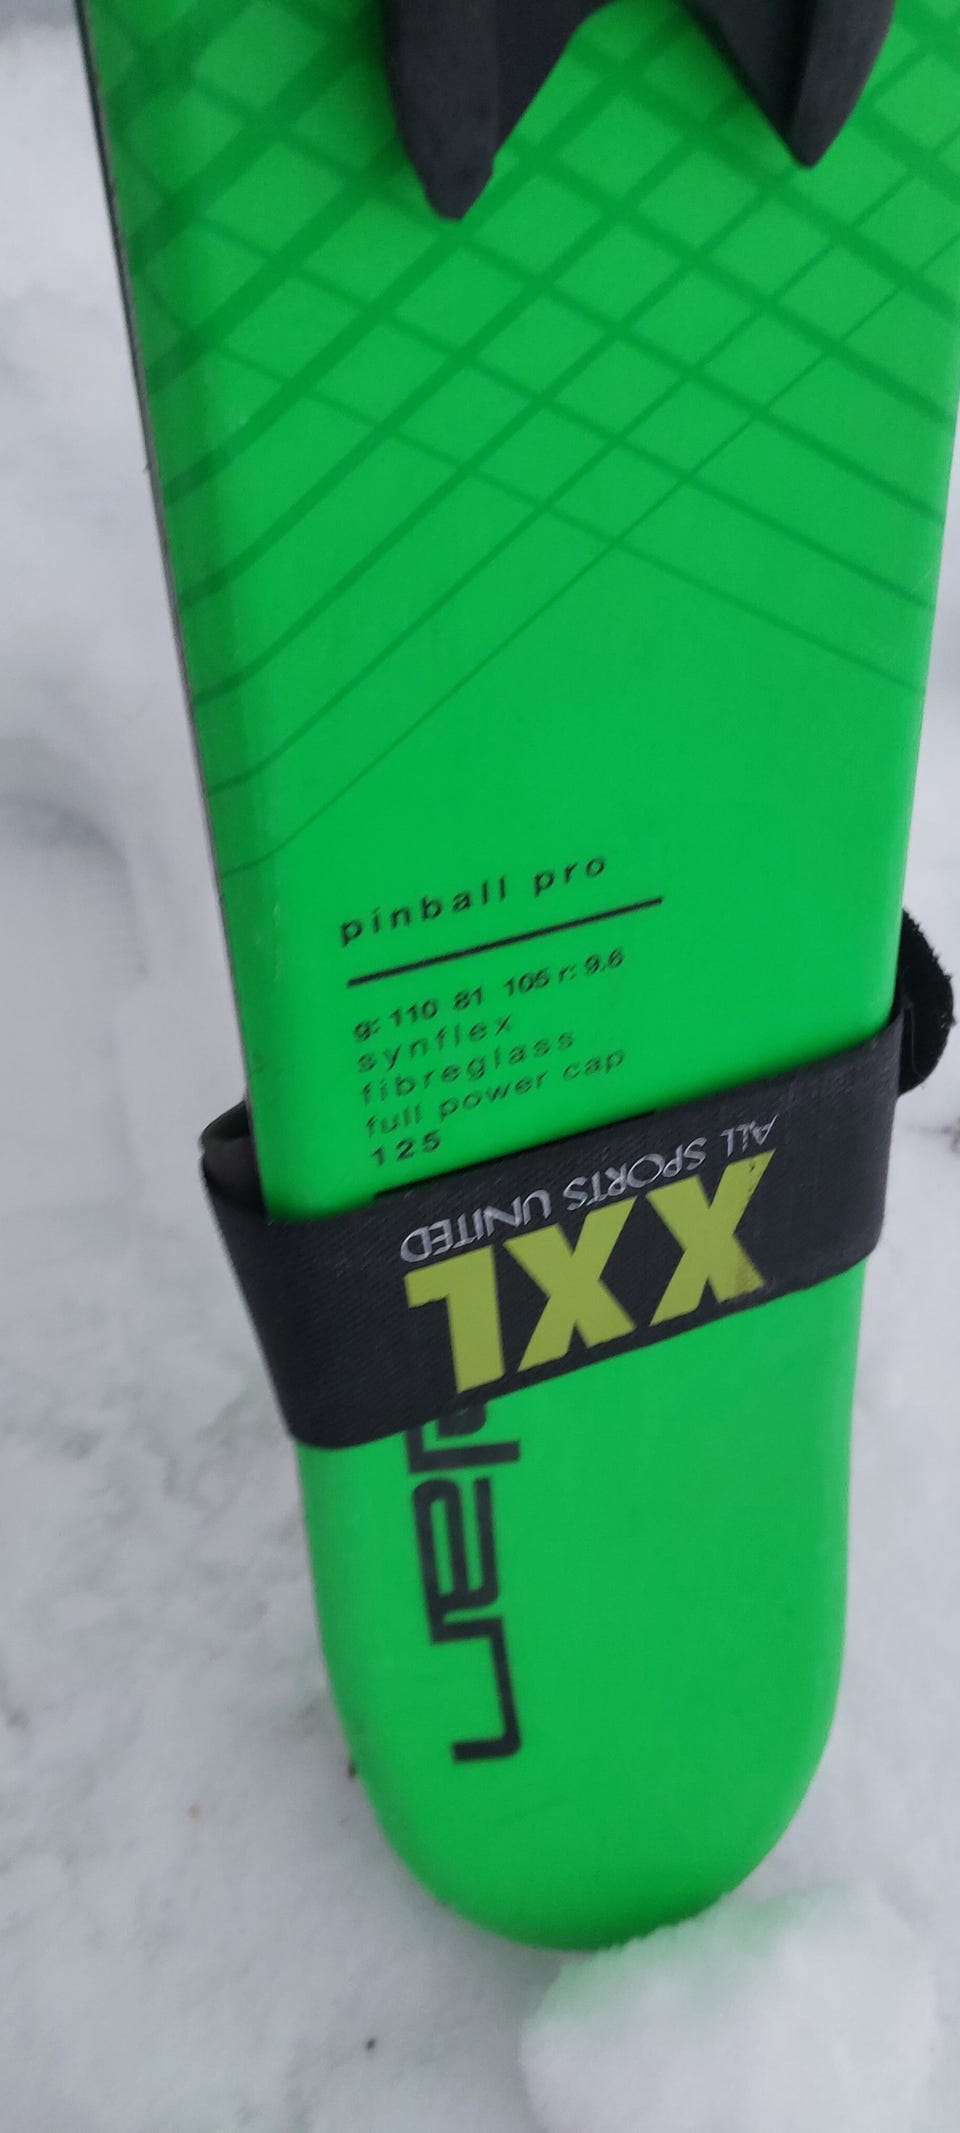 pinball pro
g: 110 81 105 r: 9.6
synflex
fibreglass
full power cap
125
ALL SPORTS UNITED
XXL